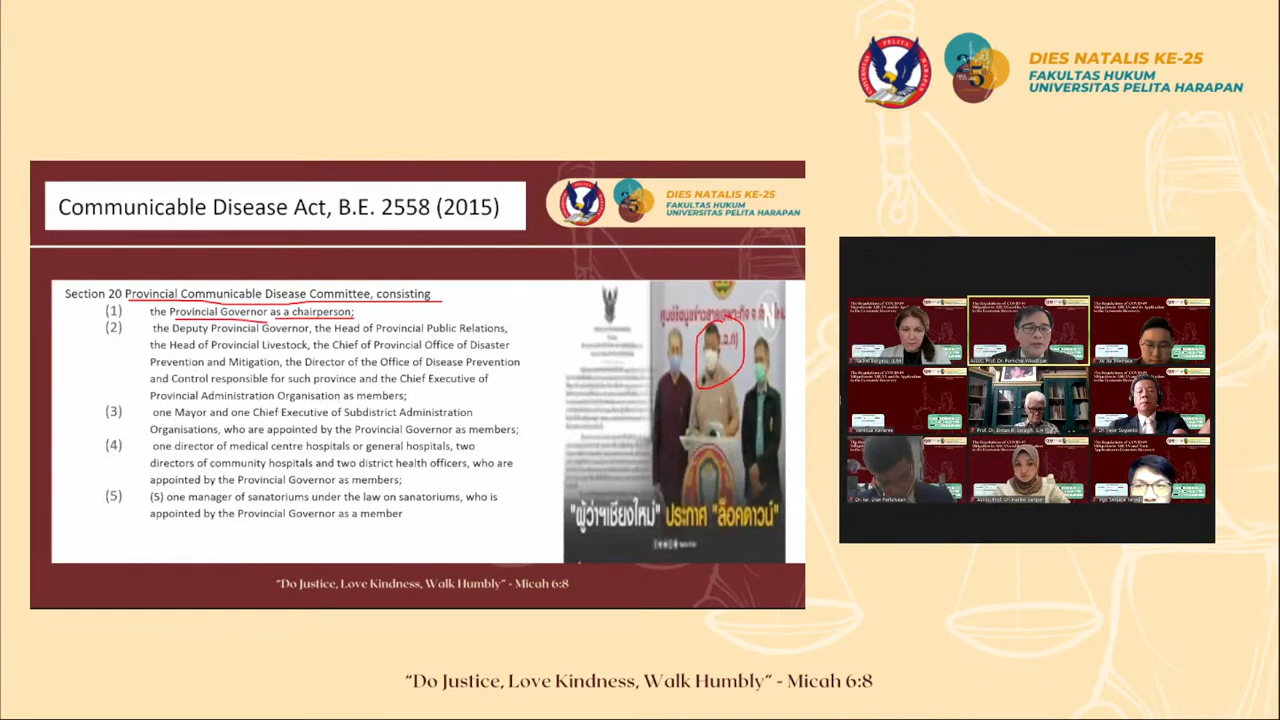 DIES NATALIS KE-25
FAKULTAS HUKUM
UNIVERSITAS PELITA HARAPAN
Communicable Disease Act, B.E. 2558 (2015)
DIES NATALIS KE-25
FAKULTAS HUKUM
UNIVERSITAS PELITA HARAPAN
Section 20 Provincial Communicable Disease Committee, consisting
(1) the Provincial Governor as a chairperson;
(2) the Deputy Provincial Governor, the Head of Provincial Public Relations,
the Head of Provincial Livestock, the Chief of Provincial Office of Disaster
Prevention and Mitigation, the Director of the Office of Disease Prevention
and Control responsible for such province and the Chief Executive of
Provincial Administration Organisation as members;
(3) one Mayor and one Chief Executive of Subdistrict Administration
Organisations, who are appointed by the Provincial Governor as members;
(4) one director of medical centre hospitals or general hospitals, two
directors of community hospitals and two district health officers, who are
appointed by the Provincial Governor as members;
(5) (5) one manager of sanatoriums under the law on sanatoriums, who is
appointed by the Provincial Governor as a member
"ผู้ว่าฯเชียงใหม่" ประกาศ "ล็อคดาวน์"
"Do Justice, Love Kindness, Walk Humbly" - Micah 6:8
"Do Justice, Love Kindness, Walk Humbly" - Micah 6:8